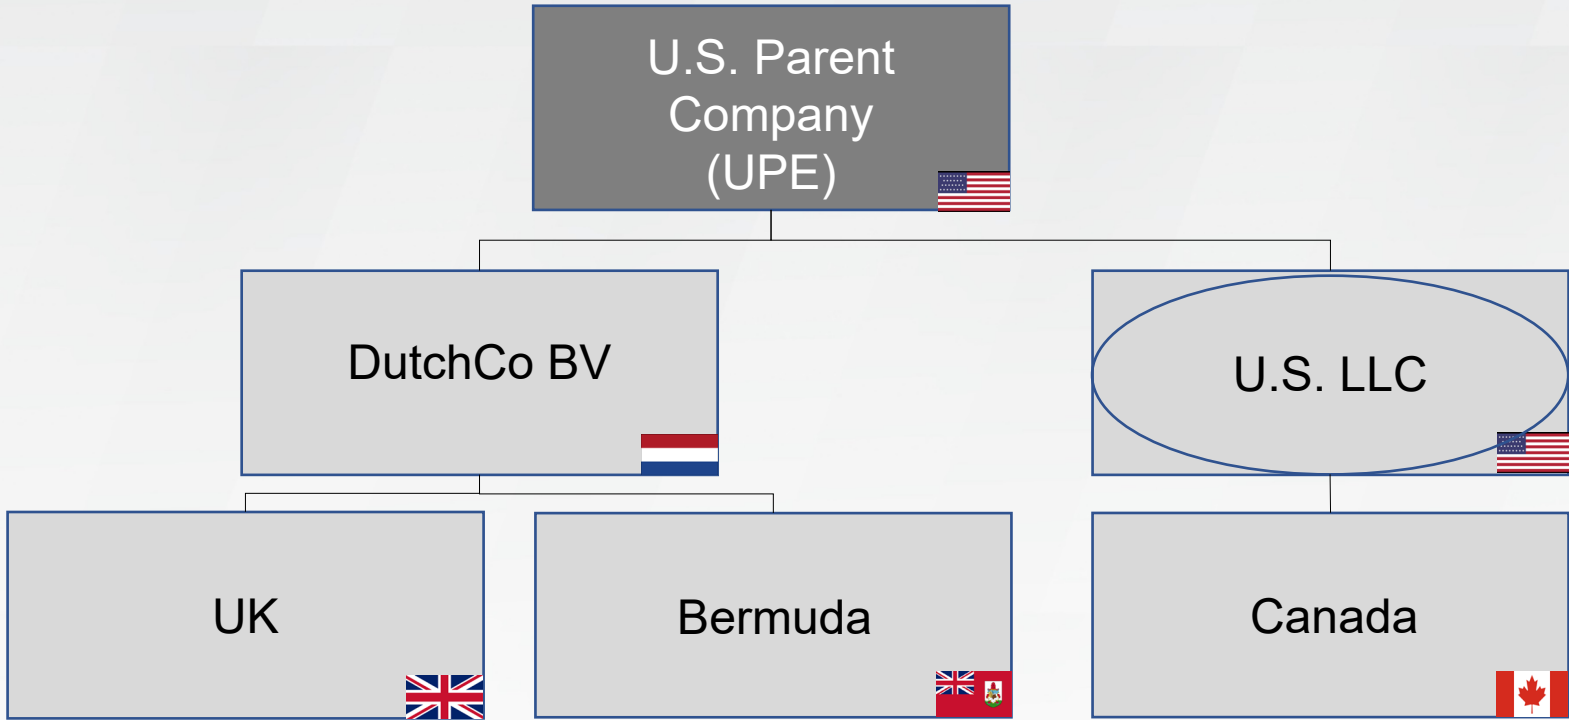 U.S. Parent
Company
(UPE)
DutchCo BV
U.S. LLC
UK
Bermuda
Canada